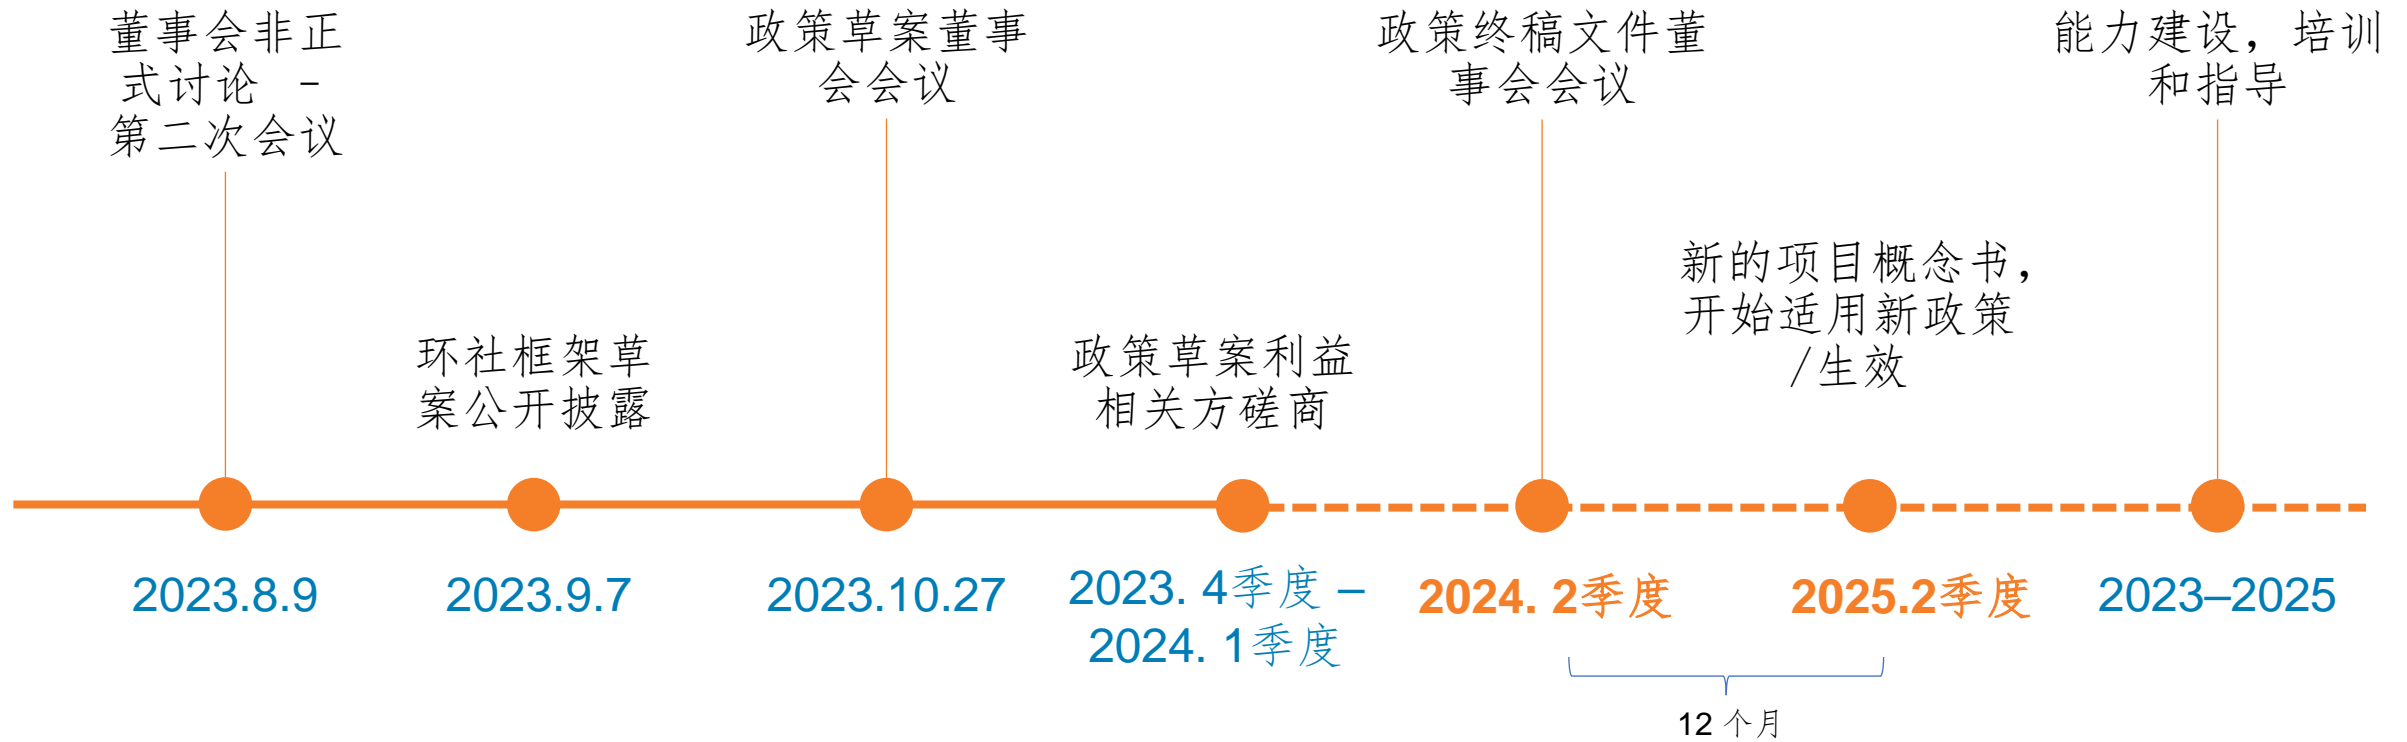 董事会非正
式讨论 -
第二次会议
2023.8.9
环社框架草
案公开披露
2023.9.7
政策草案董事
会会议
2023.10.27
政策草案利益
相关方磋商
2023. 4季度 –
2024. 1季度
政策终稿文件董
事会会议
2024. 2季度
新的项目概念书，
开始适用新政策
/生效
2025.2季度
12 个月
能力建设，培训
和指导
2023–2025